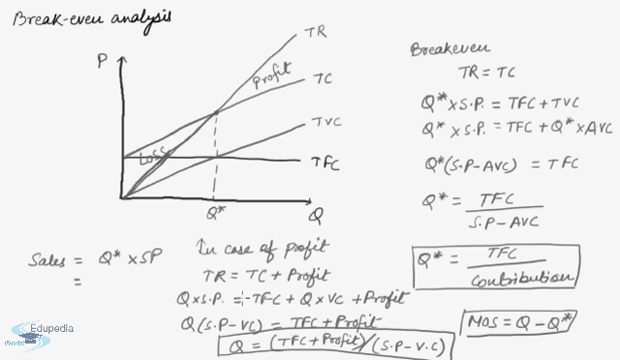 Break-even analysis
P
TR
Profit
TC
TVC
Loss
TFC
Q*
Q
Breakeven
TR = TC
Q* x S.P. = TFC + TVC
Q* x S.P. = TFC + Q* x AVC
Q* (S.P - AVC) = TFC
Q* = TFC / S.P - AVC
Q* = TFC / Contribution
MOS = Q - Q*
Sales = Q* x SP
=
In case of profit
TR = TC + Profit
Q x S.P. = TFC + Q x VC + Profit
Q (S.P - VC) = TFC + Profit
Q = (TFC + Profit) / (S.P - V.C)
Edupedia
World